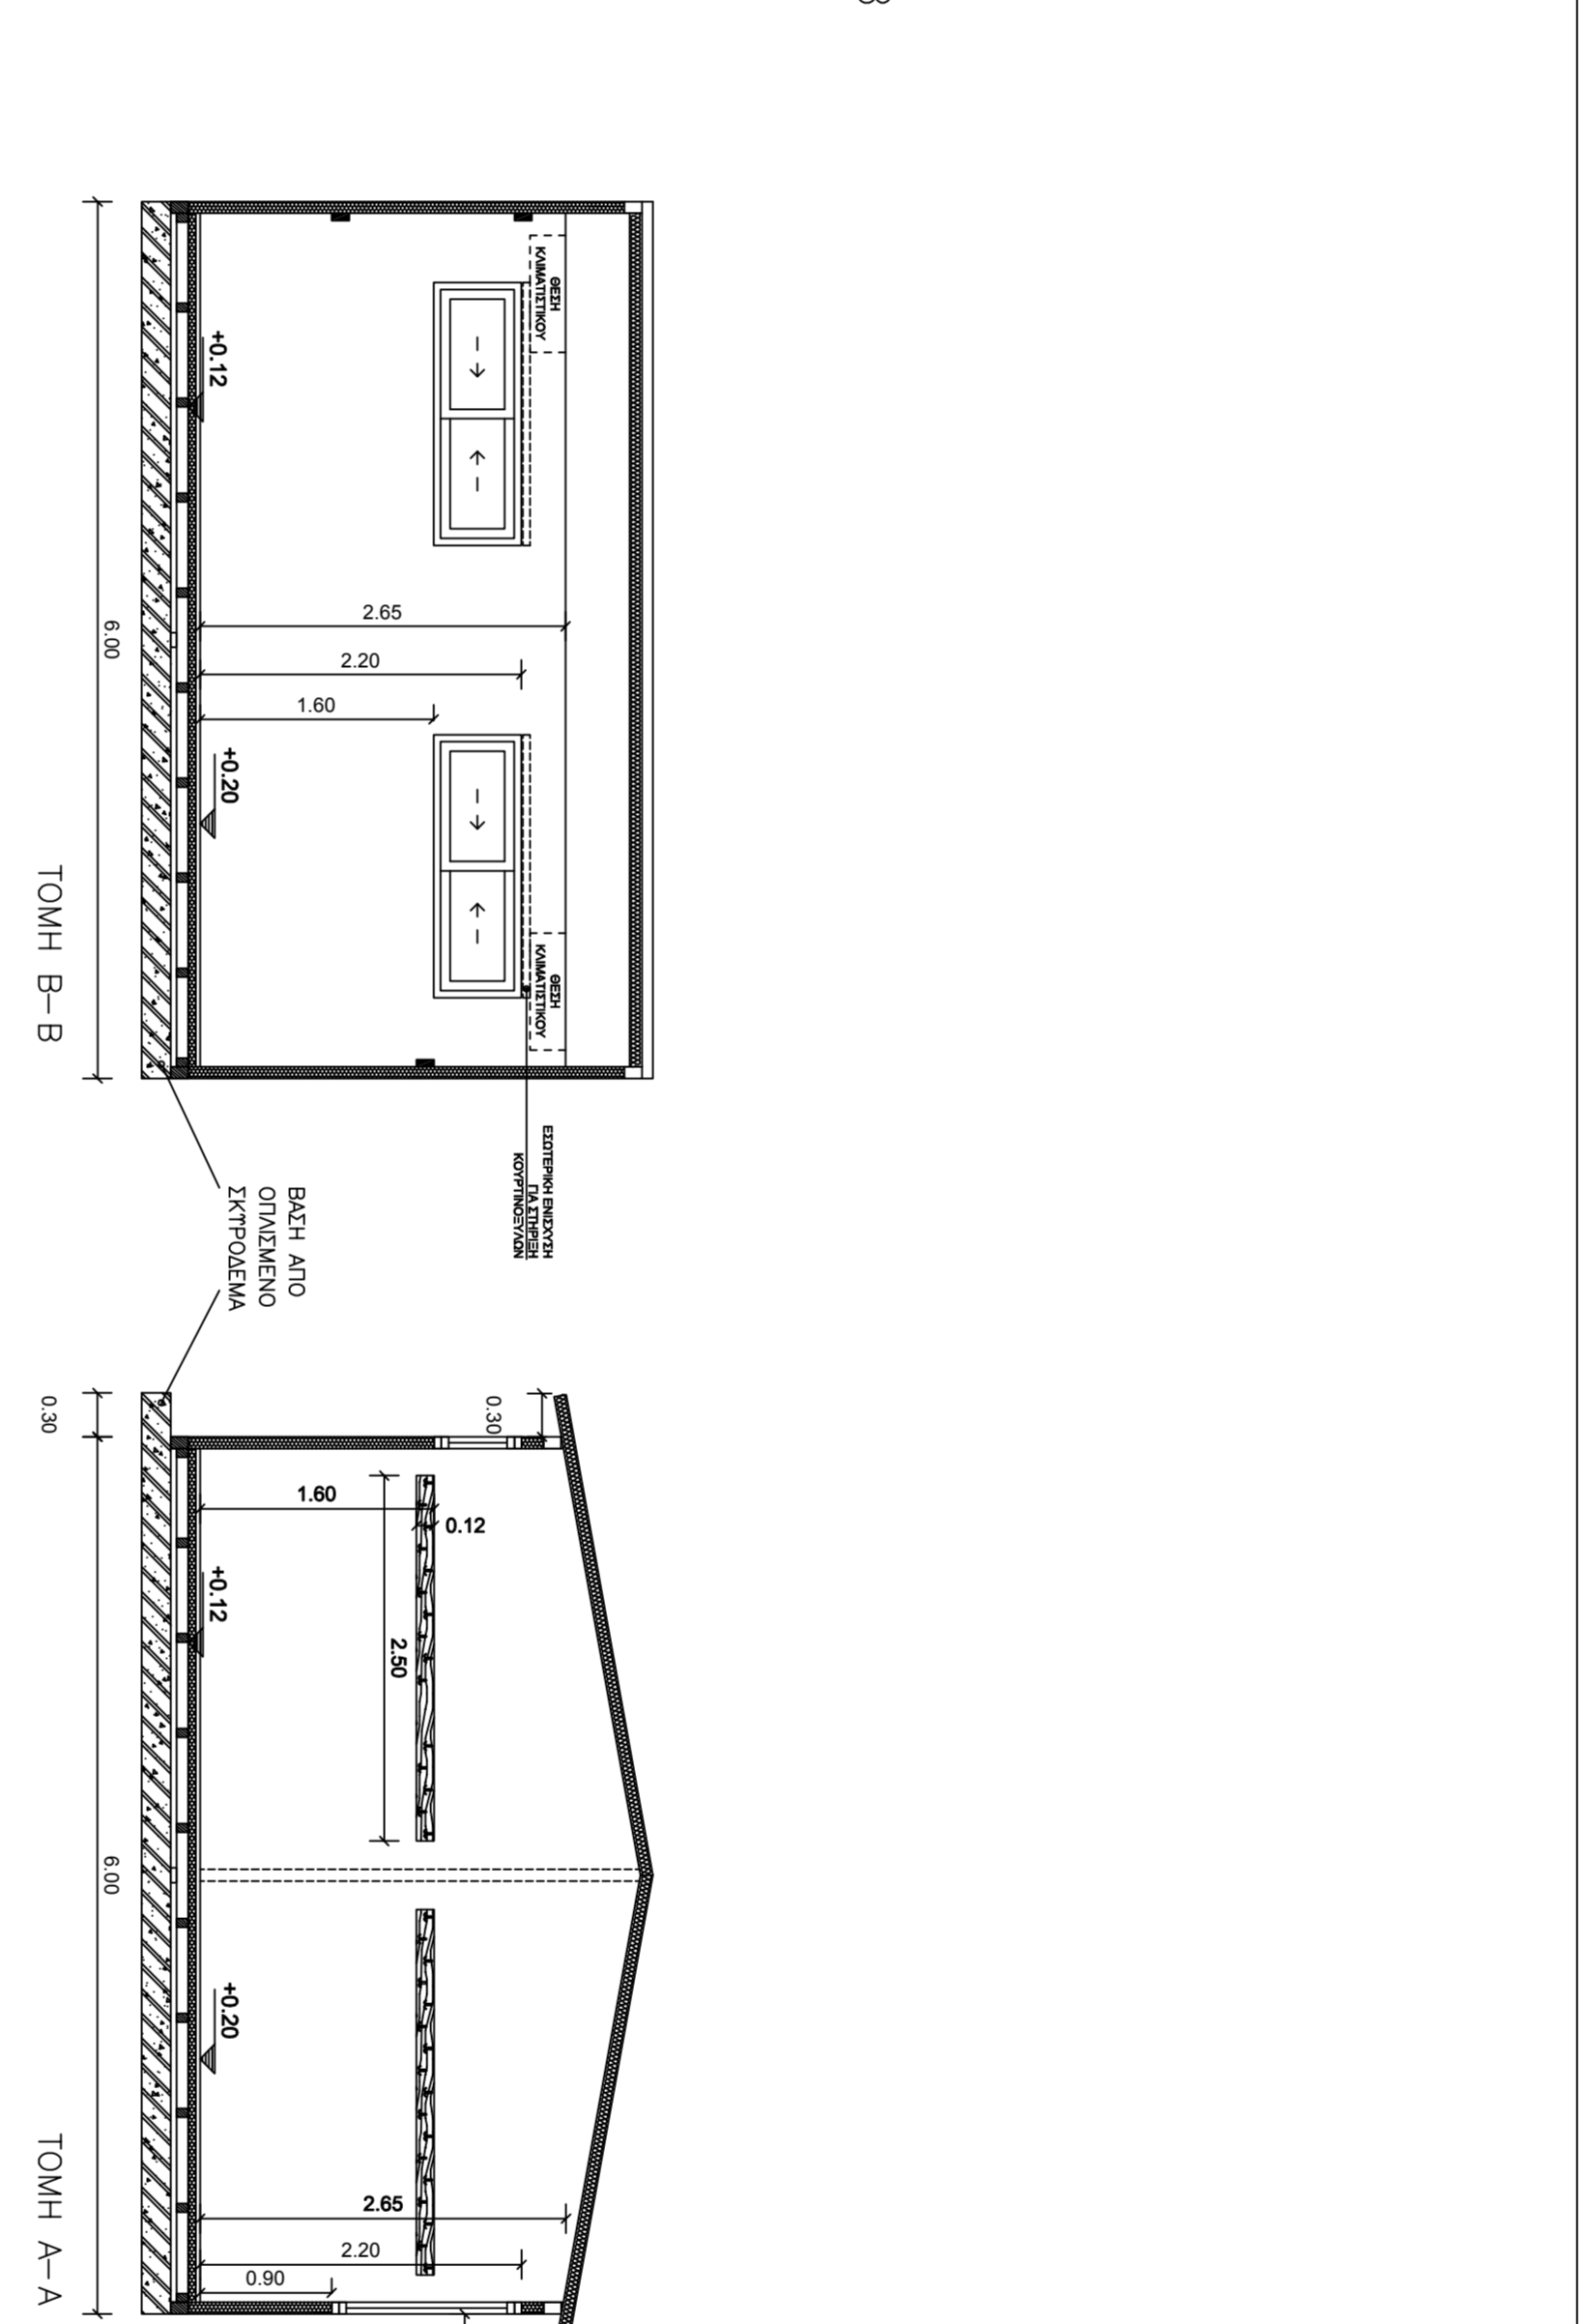 ΘΕΣΗ
ΚΛΙΜΑΤΙΣΤΙΚΟΥ
+0.12
2.65
2.20
1.60
+0.20
ΘΕΣΗ
ΚΛΙΜΑΤΙΣΤΙΚΟΥ
6.00
ΤΟΜΗ Β-Β
ΕΣΩΤΕΡΙΚΗ ΕΝΙΣΧΥΣΗ
ΓΙΑ ΣΤΗΡΙΞΗ
ΚΟΥΡΤΙΝΟΞΥΛΩΝ
ΒΑΣΗ ΑΠΟ
ΟΠΛΙΣΜΕΝΟ
ΣΚΥΡΟΔΕΜΑ
0.30
0.30
1.60
0.12
+0.12
2.50
6.00
+0.20
2.65
2.20
0.90
ΤΟΜΗ Α-Α